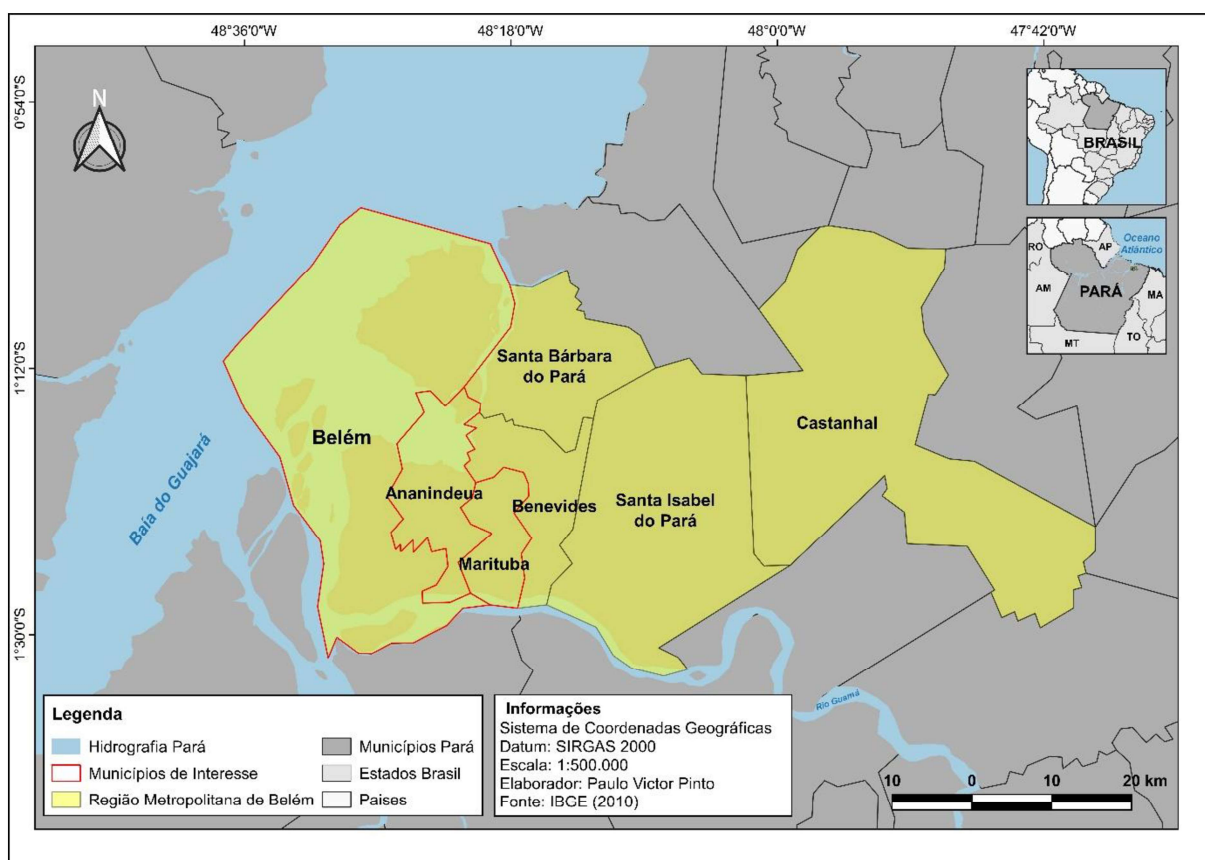 48°36'0"W
48°18'0"W
48°0'0"W
47°42'0"W
0°54'0"S
1°12'0"S
1°30'0"S
N
BRASIL
RO
AP
Oceano
Atlântico
AM
PARÁ
MA
MT
TO
Santa Bárbara
do Pará
Castanhal
Belém
Ananindeua
Benevides
Santa Isabel
do Pará
Marituba
Baía do Guajará
Rio Guamá
Legenda
Hidrografia Pará
Municípios de Interesse
Região Metropolitana de Belém
Municípios Pará
Estados Brasil
Paises
Informações
Sistema de Coordenadas Geográficas
Datum: SIRGAS 2000
Escala: 1:500.000
Elaborador: Paulo Victor Pinto
Fonte: IBGE (2010)
10 0 10 20 km